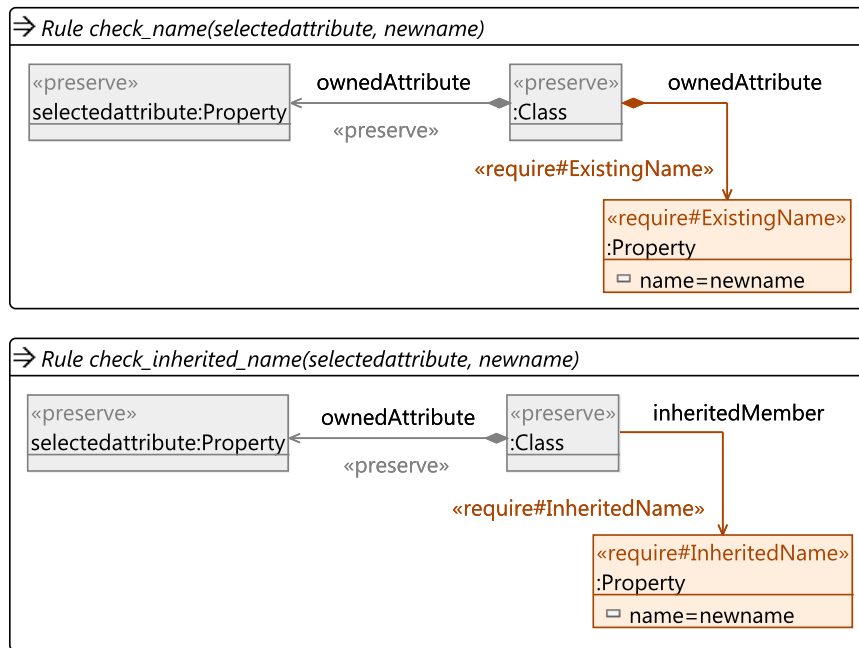 Rule check_name(selectedattribute, newname)
«preserve»
selectedattribute:Property
ownedAttribute
«preserve»
«preserve»
:Class
ownedAttribute
«require#ExistingName»
«require#ExistingName»
:Property
name=newname
Rule check_inherited_name(selectedattribute, newname)
«preserve»
selectedattribute:Property
ownedAttribute
«preserve»
«preserve»
:Class
inheritedMember
«require#InheritedName»
«require#InheritedName»
:Property
name=newname